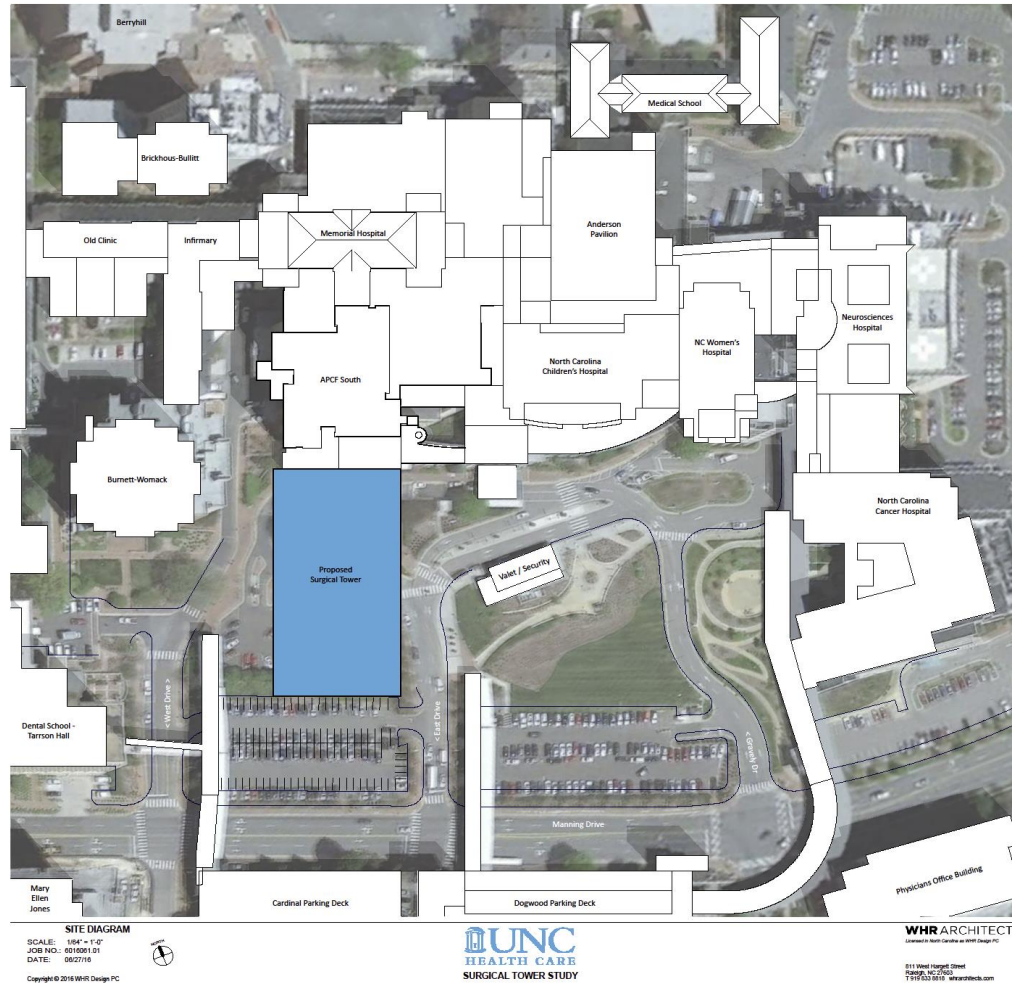 Berryhill
Medical School
Brickhous-Bullitt
Old Clinic
Infirmary
Memorial Hospital
Anderson
Pavilion
Neurosciences
Hospital
NC Women's
Hospital
North Carolina
Children's Hospital
APCF South
Burnett-Womack
North Carolina
Cancer Hospital
Valet / Security
Proposed
Surgical Tower
< West Drive >
< East Drive
< Gravely Dr
Dental School -
Tarrson Hall
Manning Drive
Mary
Ellen
Jones
Cardinal Parking Deck
Dogwood Parking Deck
Physicians Office Building
SITE DIAGRAM
SCALE: 1/64" = 1'-0"
JOB NO.: 6016061.01
DATE: 06/27/16
Copyright © 2016 WHR Design PC
NORTH
UNC
HEALTH CARE
SURGICAL TOWER STUDY
WHR ARCHITECT
Licensed in North Carolina as WHR Design PC
611 West Hargett Street
Raleigh, NC 27603
T 919 833 8818 whrarchitects.com